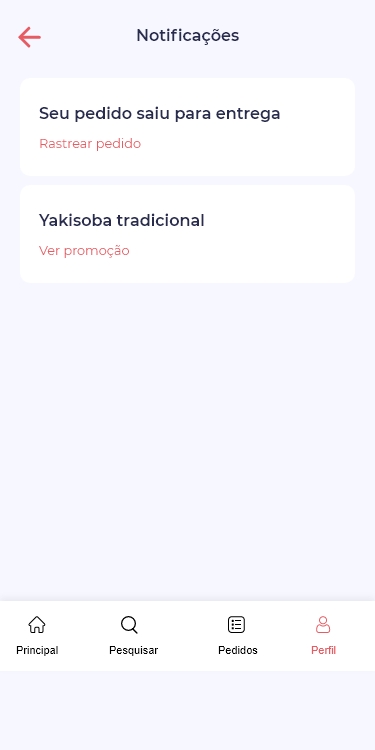 Notificações
Seu pedido saiu para entrega
Rastrear pedido
Yakisoba tradicional
Ver promoção
Principal
Pesquisar
Pedidos
Perfil